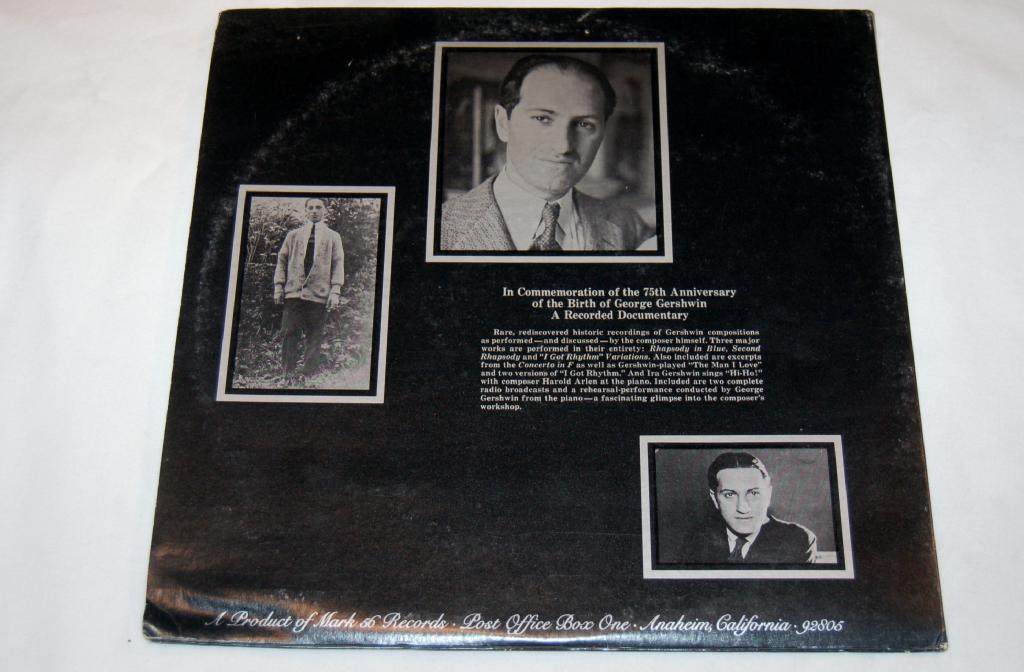 In Commemoration of the 75th Anniversary
of the Birth of George Gershwin
A Recorded Documentary
Rare, rediscovered historic recordings of Gershwin compositions
as performed—and discussed—by the composer himself. Three major
works are performed in their entirety: Rhapsody in Blue, Second
Rhapsody and "I Got Rhythm" Variations. Also included are excerpts
from the Concerto in F as well as Gershwin-played "The Man I Love"
and two versions of "I Got Rhythm." And Ira Gershwin sings "Hi-Ho!"
with composer Harold Arlen at the piano. Included are two complete
radio broadcasts and a rehearsal-performance conducted by George
Gershwin from the piano—a fascinating glimpse into the composer's
workshop.
A Product of Mark 56 Records · Post Office Box One · Anaheim, California · 92805